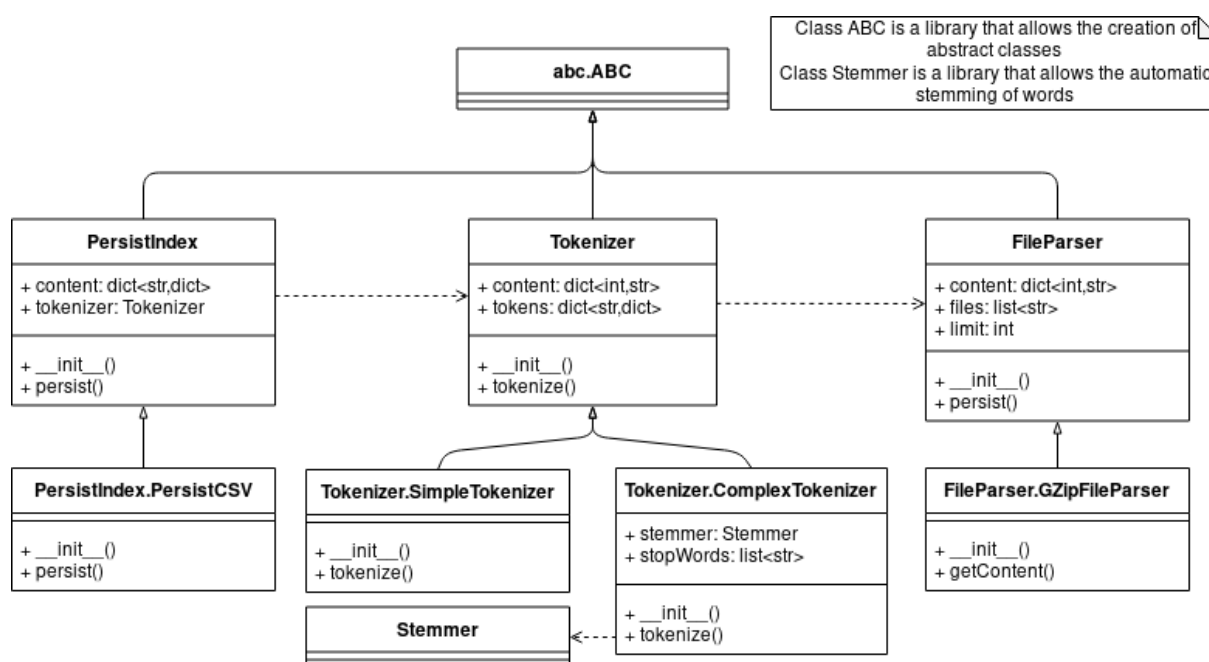 Class ABC is a library that allows the creation of
abstract classes
Class Stemmer is a library that allows the automatic
stemming of words
abc.ABC
PersistIndex
+ content: dict<str,dict>
+ tokenizer: Tokenizer
+ __init__()
+ persist()
Tokenizer
+ content: dict<int,str>
+ tokens: dict<str,dict>
+ __init__()
+ tokenize()
FileParser
+ content: dict<int,str>
+ files: list<str>
+ limit: int
+ __init__()
+ persist()
PersistIndex.PersistCSV
+ __init__()
+ persist()
Tokenizer.SimpleTokenizer
+ __init__()
+ tokenize()
Tokenizer.ComplexTokenizer
+ stemmer: Stemmer
+ stopWords: list<str>
+ __init__()
+ tokenize()
FileParser.GZipFileParser
+ __init__()
+ getContent()
Stemmer